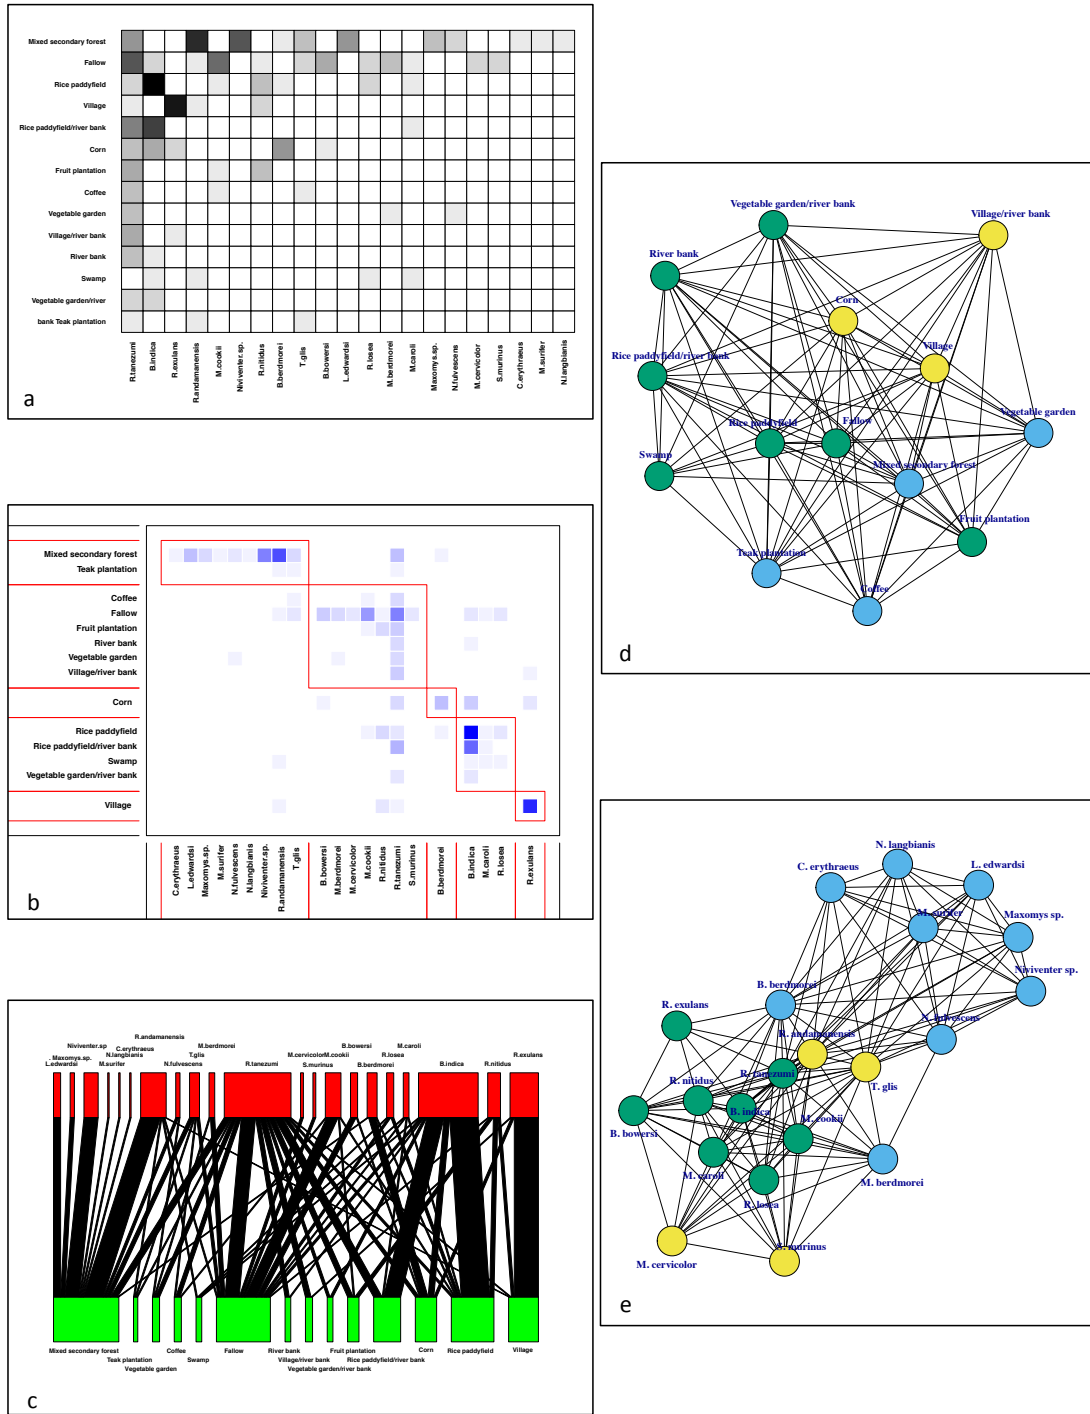 Mixed secondary forest
Fallow
Rice paddyfield
Village
Rice paddyfield/river bank
Corn
Fruit plantation
Coffee
Vegetable garden
Village/river bank
River bank
Swamp
Vegetable garden/river
bank Teak plantation
R.tanezumi
B.indica
R.exulans
R.andamanensis
M.cookii
Niviventer.sp.
R.nitidus
B.berdmorei
T.glis
B.bowersi
L.edwardsi
R.losea
M.berdmorei
M.caroli
Maxomys.sp.
N.fulvescens
M.cervicolor
S.murinus
C.erythraeus
M.surifer
N.langbianis
a
Mixed secondary forest
Teak plantation
Coffee
Fallow
Fruit plantation
River bank
Vegetable garden
Village/river bank
Corn
Rice paddyfield
Rice paddyfield/river bank
Swamp
Vegetable garden/river bank
Village
C.erythraeus
L.edwardsi
Maxomys.sp.
M.surifer
N.fulvescens
N.langbianis
Niviventer.sp.
R.andamanensis
T.glis
B.bowersi
M.berdmorei
M.cervicolor
M.cookii
R.nitidus
R.tanezumi
S.murinus
B.berdmorei
B.indica
M.caroli
R.losea
R.exulans
b
R.andamanensis
Niviventer.sp
C.erythraeus
M.berdmorei
B.bowersi
M.caroli
Maxomys.sp.
N.langbianis
T.glis
M.cervicolor
M.cookii
R.losea
B.indica
R.exulans
L.edwardsi
M.surifer
N.fulvescens
R.tanezumi
S.murinus
B.berdmorei
R.nitidus
Mixed secondary forest
Coffee
Fallow
River bank
Fruit plantation
Corn
Rice paddyfield
Village
Teak plantation
Swamp
Village/river bank
Rice paddyfield/river bank
Vegetable garden
Vegetable garden/river bank
c
Vegetable garden/river bank
Village/river bank
River bank
Corn
Village
Rice paddyfield/river bank
Vegetable garden
Rice paddyfield
Fallow
Swamp
Mixed secondary forest
Fruit plantation
Teak plantation
Coffee
d
N. langbianis
C. erythraeus
L. edwardsi
M. surifer
Maxomys sp.
Niviventer sp.
B. berdmorei
R. exulans
N. fulvescens
R. andamanensis
R. tanezumi
R. nitidus
T. glis
B. indica
M. cookii
B. bowersi
M. caroli
M. berdmorei
R. losea
S. murinus
M. cervicolor
e